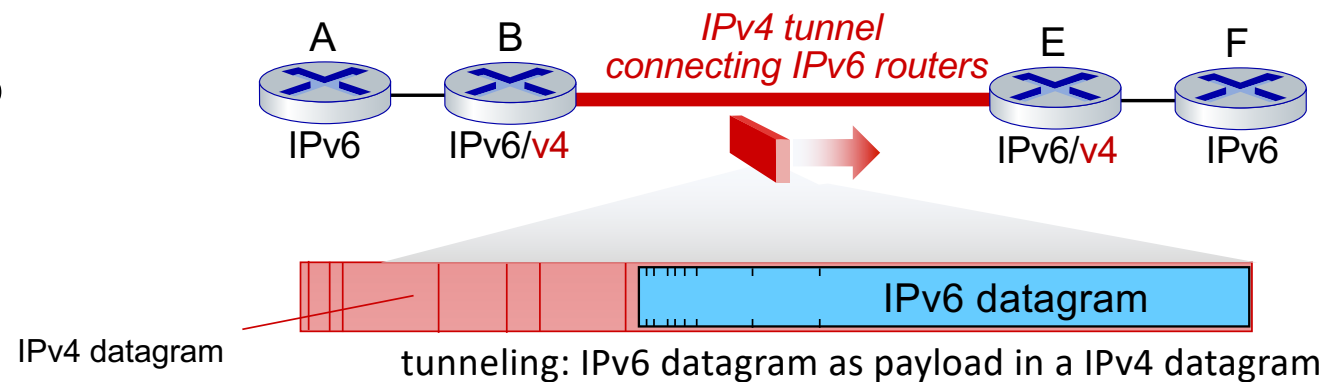 A
B
IPv4 tunnel
connecting IPv6 routers
E
F
IPv6
IPv6/v4
IPv6/v4
IPv6
IPv6 datagram
IPv4 datagram
tunneling: IPv6 datagram as payload in a IPv4 datagram